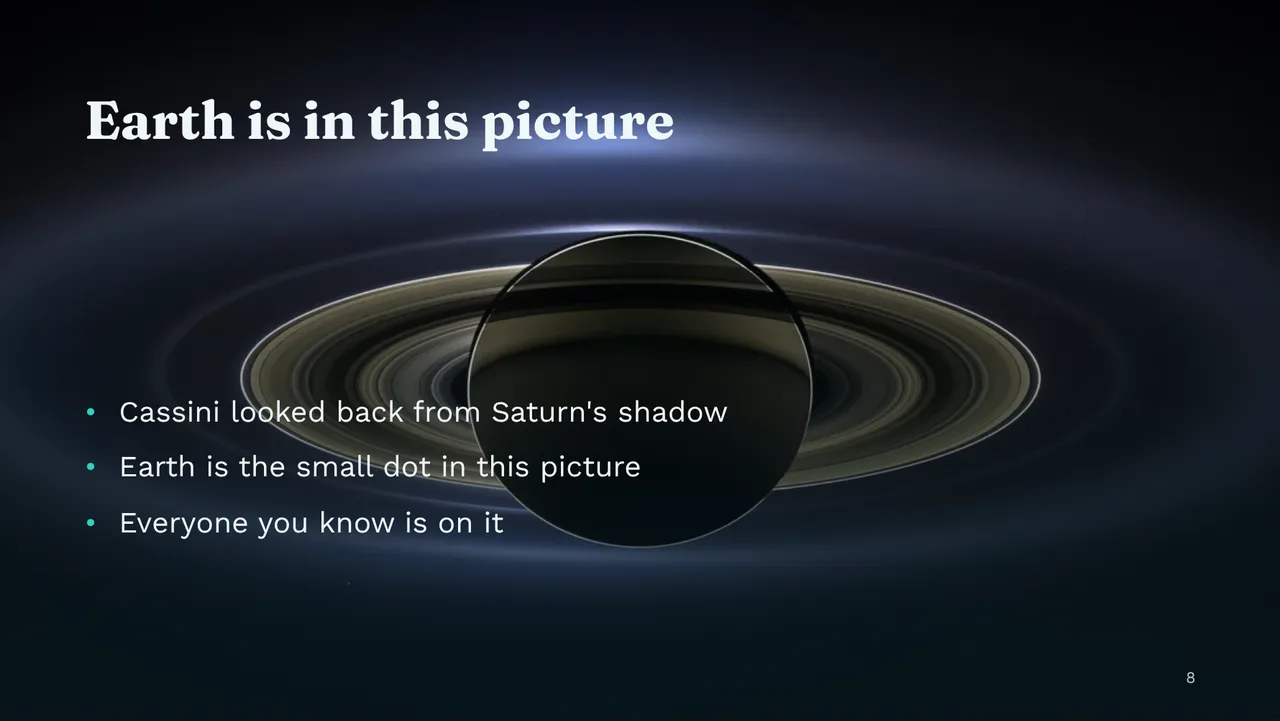 Earth is in this picture
• Cassini looked back from Saturn's shadow
• Earth is the small dot in this picture
• Everyone you know is on it
8